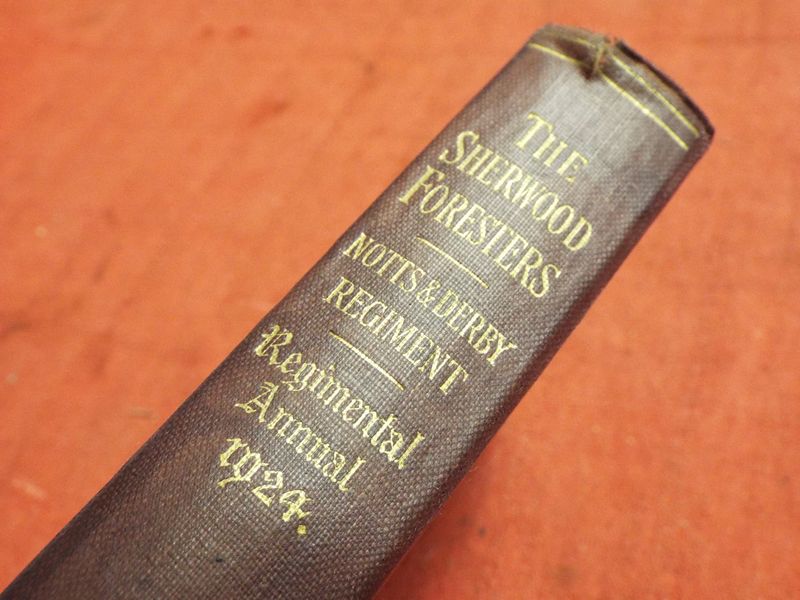 THE
SHERWOOD
FORESTERS
NOTTS & DERBY
REGIMENT
Regimental
Annual
1924.